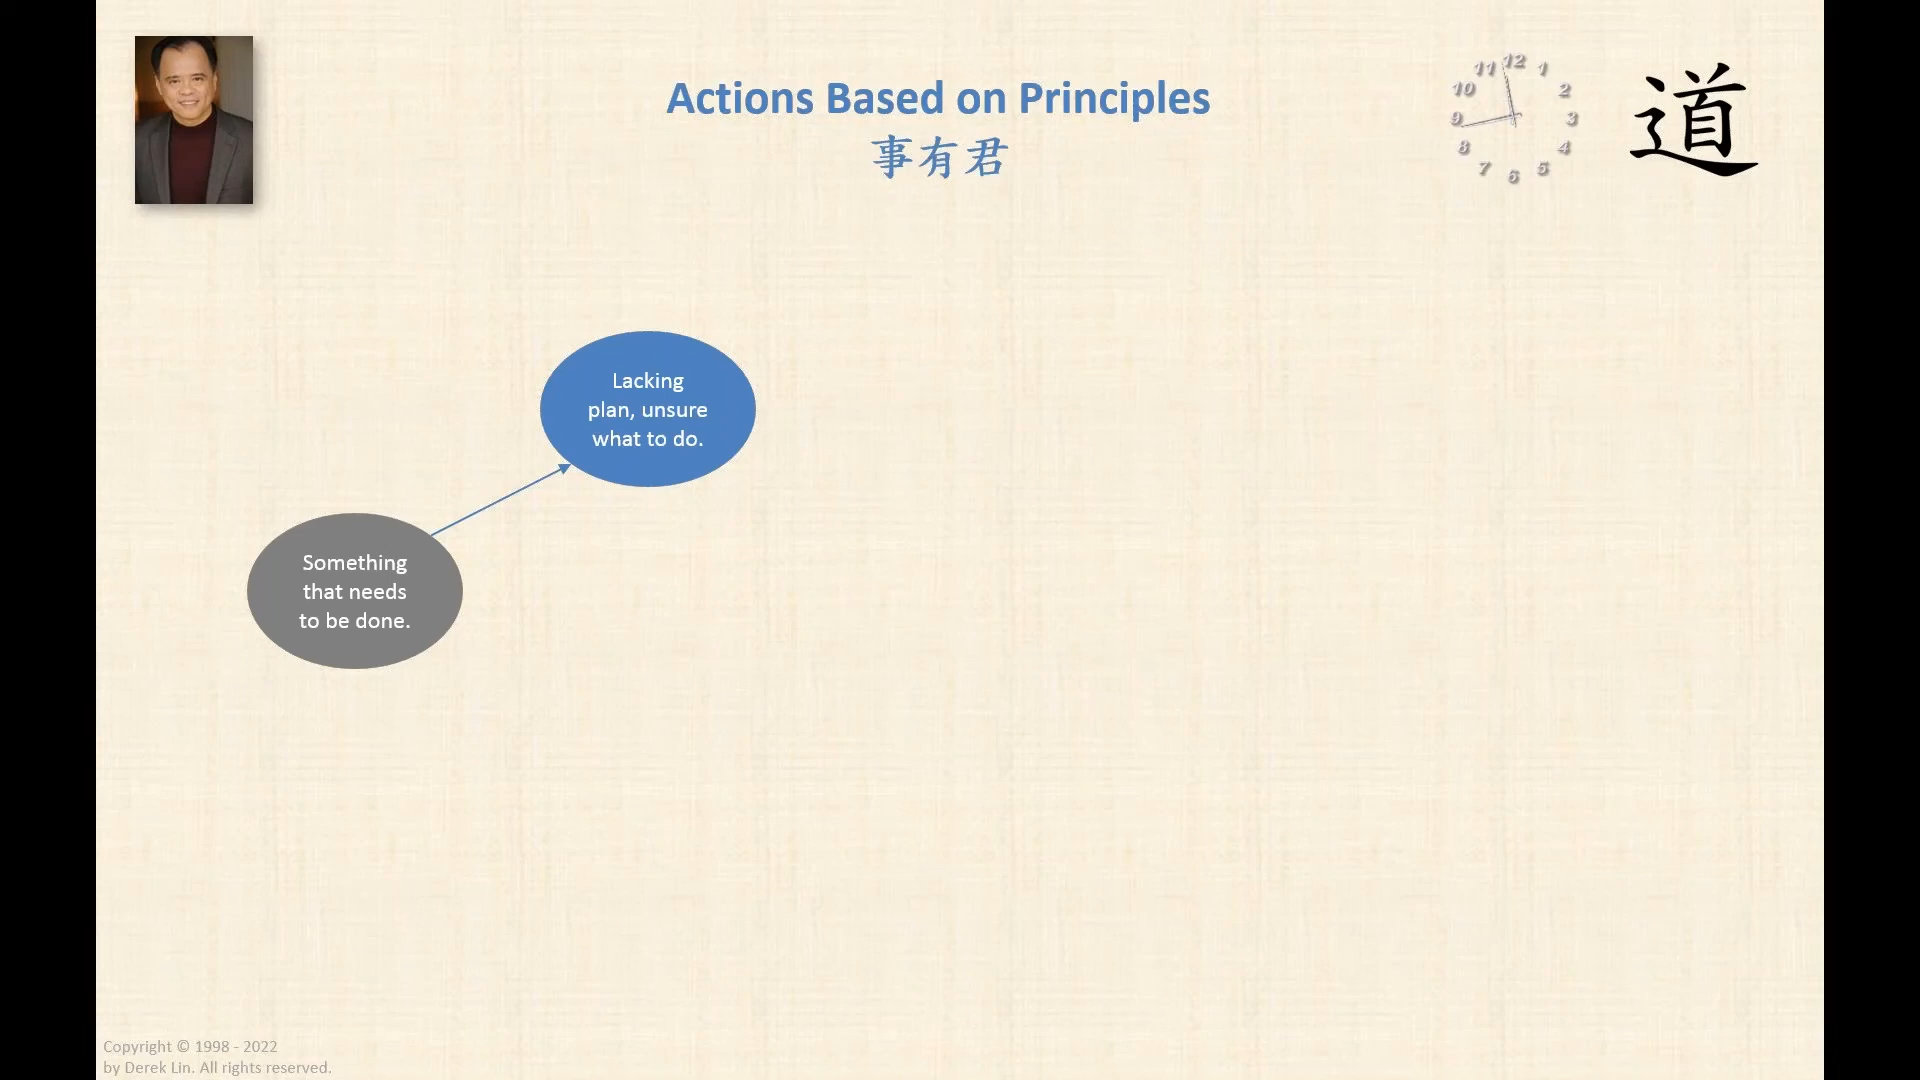 Actions Based on Principles
事有君
道
11 12 1
10 2
9 3
8 4
7 6 5
Lacking
plan, unsure
what to do.
Something
that needs
to be done.
Copyright © 1998 - 2022
by Derek Lin. All rights reserved.